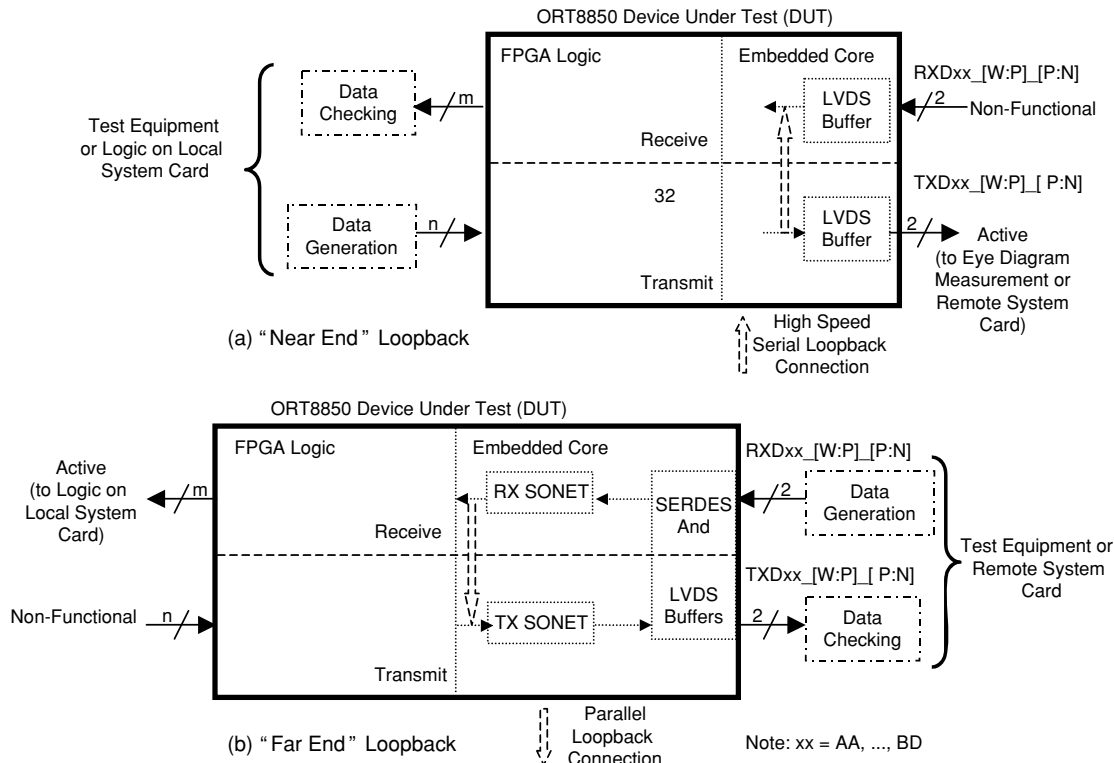 ORT8850 Device Under Test (DUT)
FPGA Logic
Embedded Core
RXDxx_[W:P]_[P:N]
Data
Checking
m
LVDS
Buffer
2
Non-Functional
Test Equipment
or Logic on Local
System Card
Receive
TXDxx_[W:P]_[ P:N]
32
Data
Generation
n
LVDS
Buffer
2
Active
(to Eye Diagram
Measurement or
Remote System
Card)
Transmit
(a) “Near End” Loopback
High Speed
Serial Loopback
Connection
ORT8850 Device Under Test (DUT)
FPGA Logic
Embedded Core
RXDxx_[W:P]_[P:N]
Active
(to Logic on
Local System
Card)
m
RX SONET
SERDES
And
2
Data
Generation
Receive
Test Equipment or
Remote System
Card
TXDxx_[W:P]_[ P:N]
Non-Functional
n
TX SONET
LVDS
Buffers
2
Data
Checking
Transmit
(b) “Far End” Loopback
Parallel
Loopback
Connection
Note: xx = AA, ..., BD